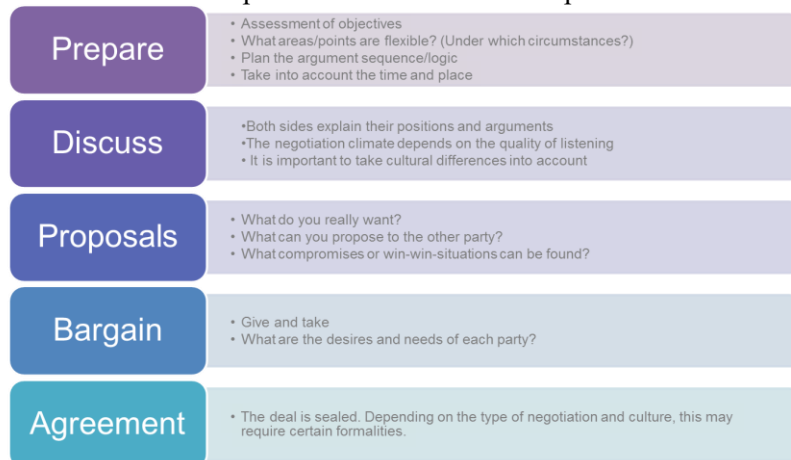 Prepare
• Assessment of objectives
• What areas/points are flexible? (Under which circumstances?)
• Plan the argument sequence/logic
• Take into account the time and place
Discuss
•Both sides explain their positions and arguments
•The negotiation climate depends on the quality of listening
• It is important to take cultural differences into account
Proposals
• What do you really want?
• What can you propose to the other party?
• What compromises or win-win-situations can be found?
Bargain
• Give and take
• What are the desires and needs of each party?
Agreement
• The deal is sealed. Depending on the type of negotiation and culture, this may
require certain formalities.